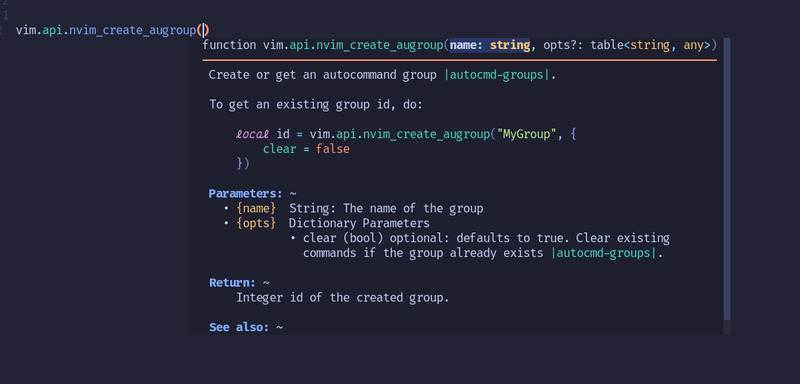 2
1
vim.api.nvim_create_augroup()
function vim.api.nvim_create_augroup(name: string, opts?: table<string, any>)
Create or get an autocommand group |autocmd-groups|.
To get an existing group id, do:
local id = vim.api.nvim_create_augroup("MyGroup", {
clear = false
})
Parameters: ~
• {name} String: The name of the group
• {opts} Dictionary Parameters
• clear (bool) optional: defaults to true. Clear existing
commands if the group already exists |autocmd-groups|.
Return: ~
Integer id of the created group.
See also: ~